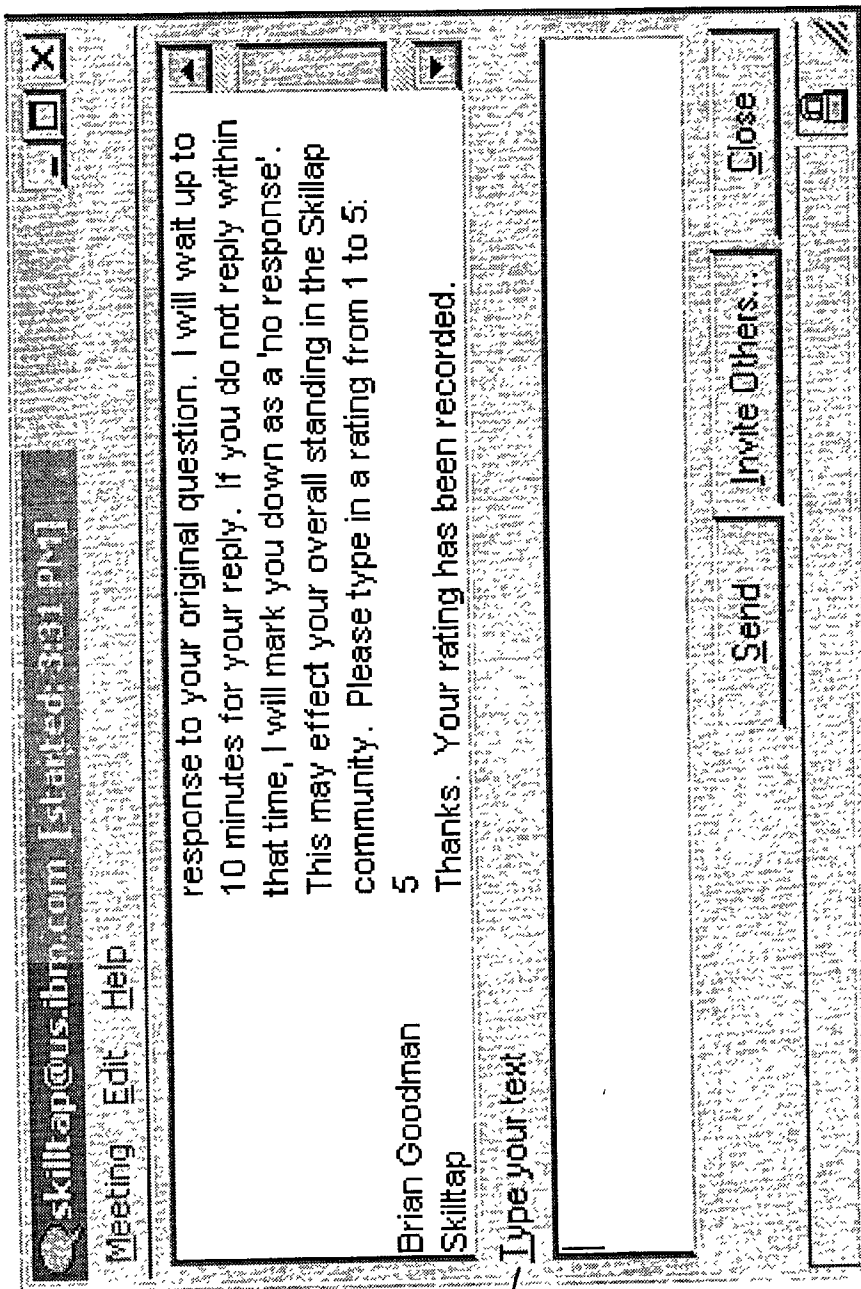 skilltap@us.ibm.com [started: 3:31 PM]
Meeting Edit Help
response to your original question. I will wait up to
10 minutes for your reply. If you do not reply within
that time, I will mark you down as a 'no response'.
This may effect your overall standing in the Skillap
community. Please type in a rating from 1 to 5:
Brian Goodman 5
Skilltap Thanks. Your rating has been recorded.
Type your text
Send Invite Others... Close